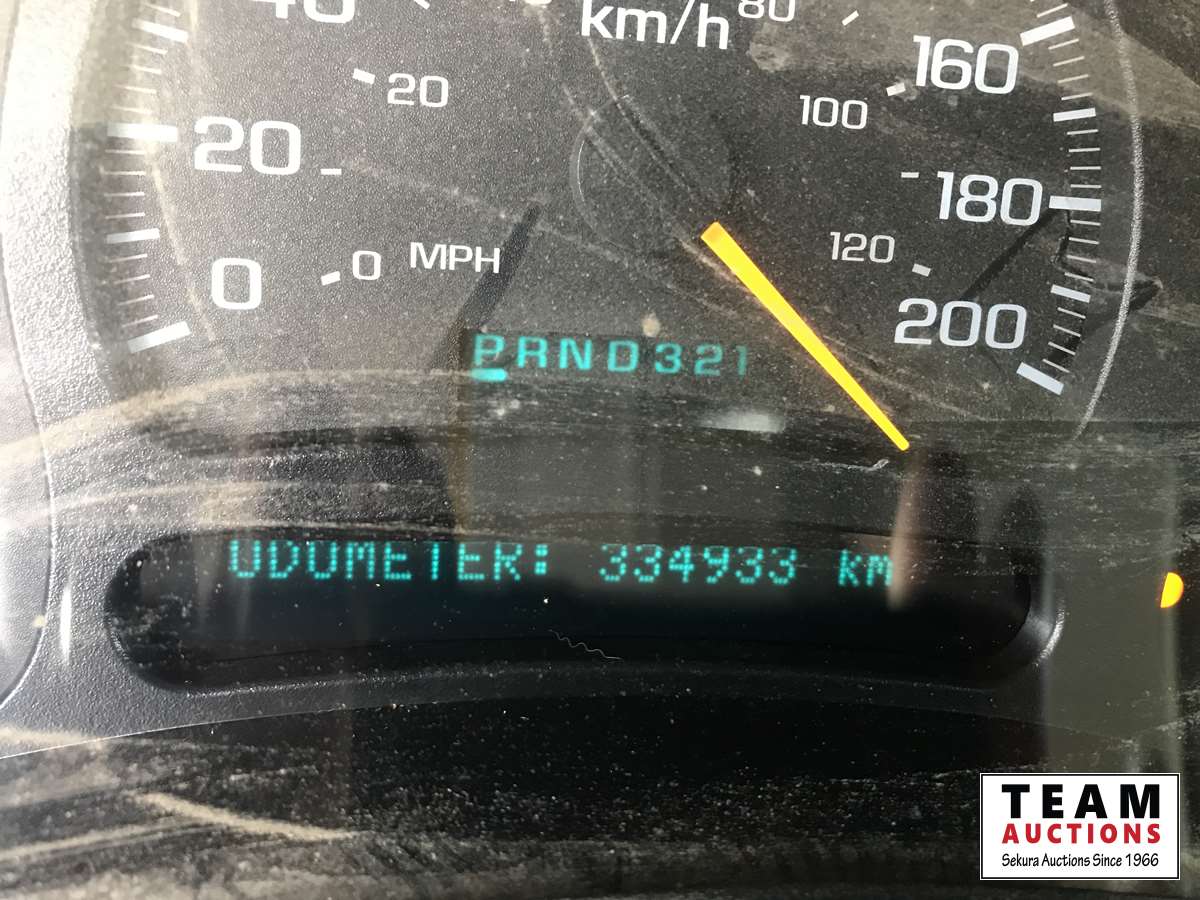 40
km/h
80
160
20
100
20
180
0
0
MPH
120
200
PRND321
ODOMETER: 334933 km
TEAM
AUCTIONS
Sekura Auctions Since 1966